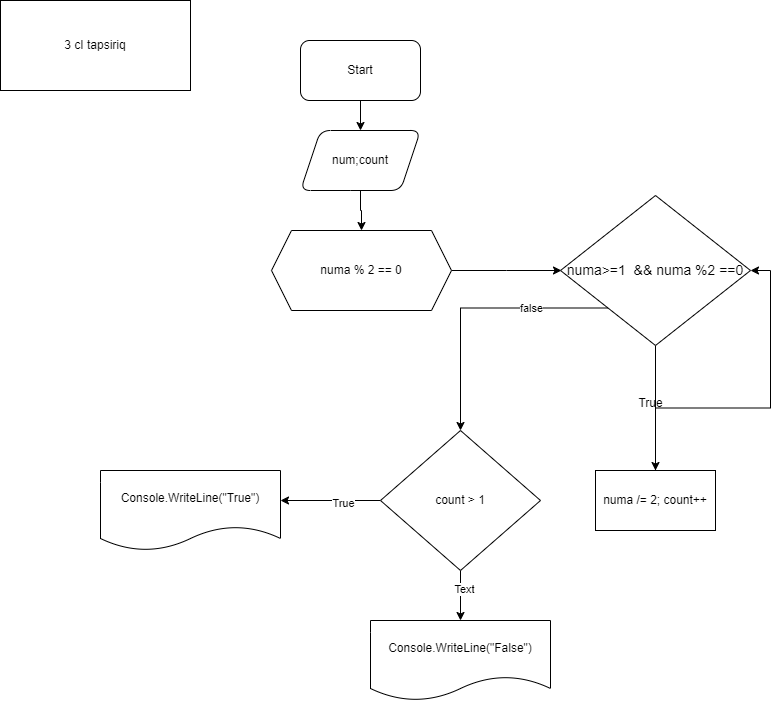 3 cl tapsiriq
Start
num;count
numa % 2 == 0
numa>=1 && numa %2 ==0
false
True
numa /= 2; count++
count > 1
True
Console.WriteLine("True")
Text
Console.WriteLine("False")